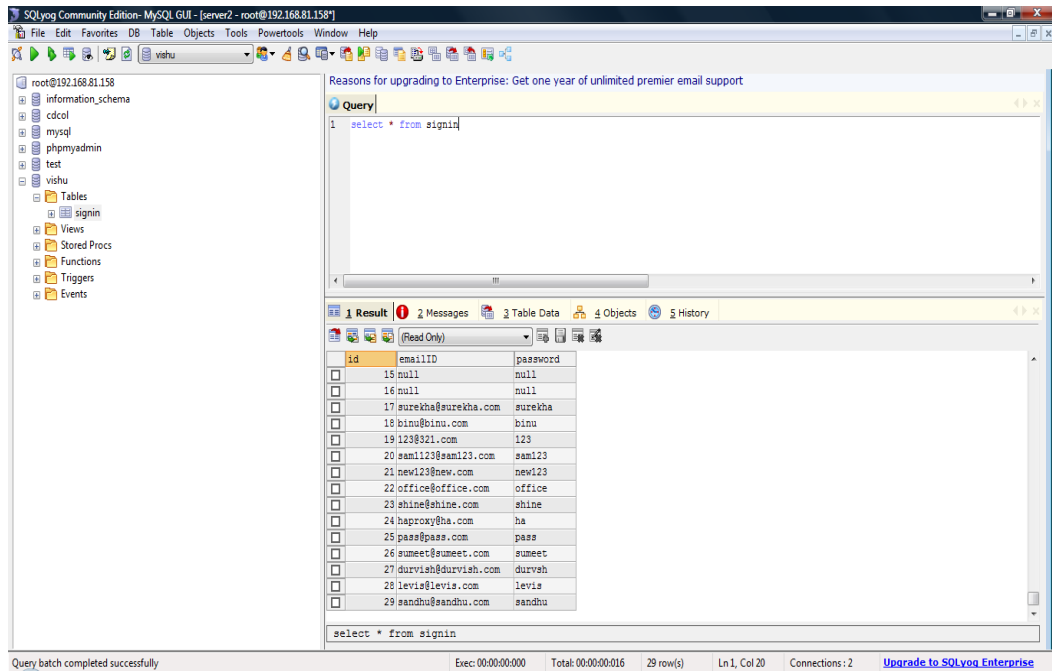 SQLyog Community Edition- MySQL GUI - [server2 - root@192.168.81.158*]
File Edit Favorites DB Table Objects Tools Powertools Window Help
vishu
root@192.168.81.158
information_schema
cdcol
mysql
phpmyadmin
test
vishu
Tables
signin
Views
Stored Procs
Functions
Triggers
Events
Reasons for upgrading to Enterprise: Get one year of unlimited premier email support
Query
1 select * from signin
1 Result 2 Messages 3 Table Data 4 Objects 5 History
(Read Only)
id emailID password
15 null null
16 null null
17 surekha@surekha.com surekha
18 binu@binu.com binu
19 123@321.com 123
20 sam1123@sam123.com sam123
21 new123@new.com new123
22 office@office.com office
23 shine@shine.com shine
24 haproxy@ha.com ha
25 pass@pass.com pass
26 sumeet@sumeet.com sumeet
27 durvish@durvish.com durvsh
28 levis@levis.com levis
29 sandhu@sandhu.com sandhu
select * from signin
Query batch completed successfully Exec: 00:00:00:000 Total: 00:00:00:016 29 row(s) Ln 1, Col 20 Connections : 2 Upgrade to SQLyog Enterprise